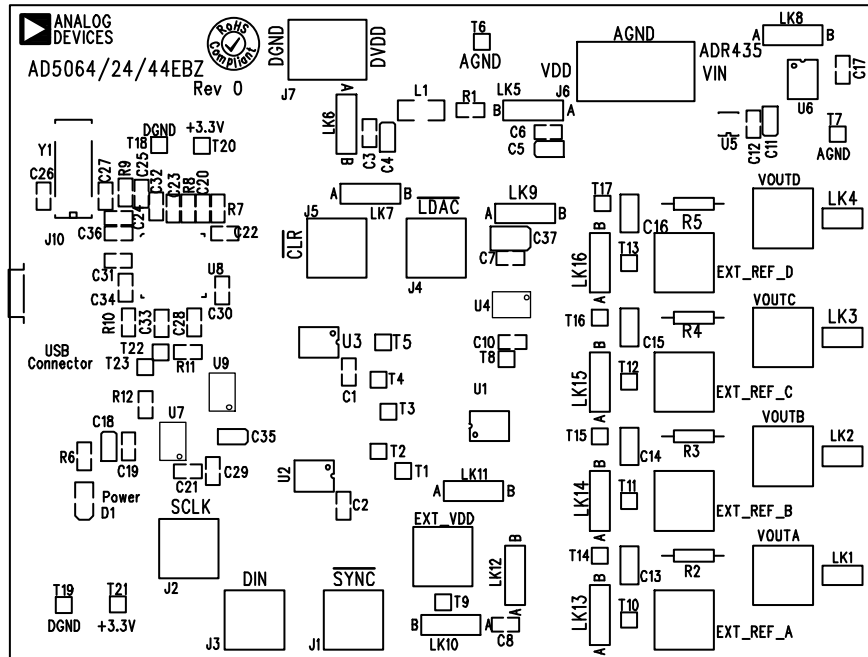 ANALOG
DEVICES
RoHS
Compliant
AD5064/24/44EBZ
Rev 0
DGND
DVDD
J7
T6
AGND
AGND
VDD
ADR435
VIN
J6
LK8
A
B
U6
C17
LK6
A
B
L1
R1
LK5
B
A
C3
C4
C6
C5
U5
C12
C11
T7
AGND
DGND
T18
+3.3V
T20
Y1
C26
C27
R9
C25
C24
C32
C23
R8
C20
R7
J10
C36
C22
C31
C34
U8
C30
R10
C33
C28
T22
T23
R11
U9
USB
Connector
A
B
LK7
J5
CLR
LDAC
J4
LK9
A
B
C37
C7
U4
C10
T8
U3
C1
T5
T4
T3
T2
T1
U1
T17
C16
R5
VOUTD
LK4
B
LK16
A
T13
EXT_REF_D
T16
C15
R4
VOUTC
LK3
B
LK15
A
T12
EXT_REF_C
T15
C14
R3
VOUTB
LK2
B
LK14
A
T11
EXT_REF_B
T14
C13
R2
VOUTA
LK1
B
LK13
A
T10
EXT_REF_A
R12
U7
C18
C19
R6
C35
C21
C29
Power
D1
U2
C2
LK11
A
B
SCLK
J2
EXT_VDD
B
LK12
A
T19
DGND
T21
+3.3V
DIN
J3
SYNC
J1
T9
B
A
LK10
C8